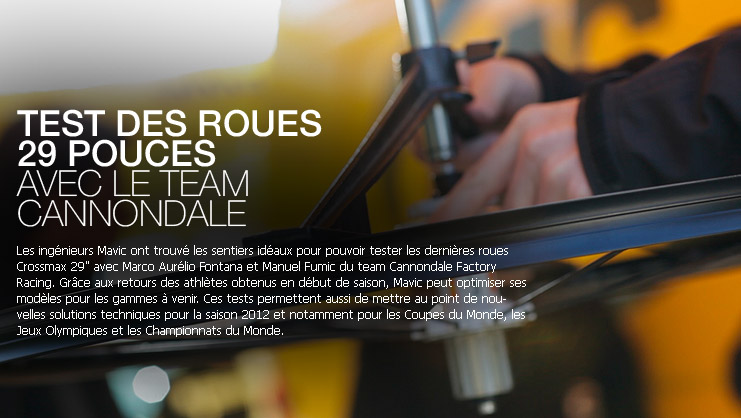 TEST DES ROUES
29 POUCES
AVEC LE TEAM
CANNONDALE
Les ingénieurs Mavic ont trouvé les sentiers idéaux pour pouvoir tester les dernières roues
Crossmax 29" avec Marco Aurélio Fontana et Manuel Fumic du team Cannondale Factory
Racing. Grâce aux retours des athlètes obtenus en début de saison, Mavic peut optimiser ses
modèles pour les gammes à venir. Ces tests permettent aussi de mettre au point de nou-
velles solutions techniques pour la saison 2012 et notamment pour les Coupes du Monde, les
Jeux Olympiques et les Championnats du Monde.